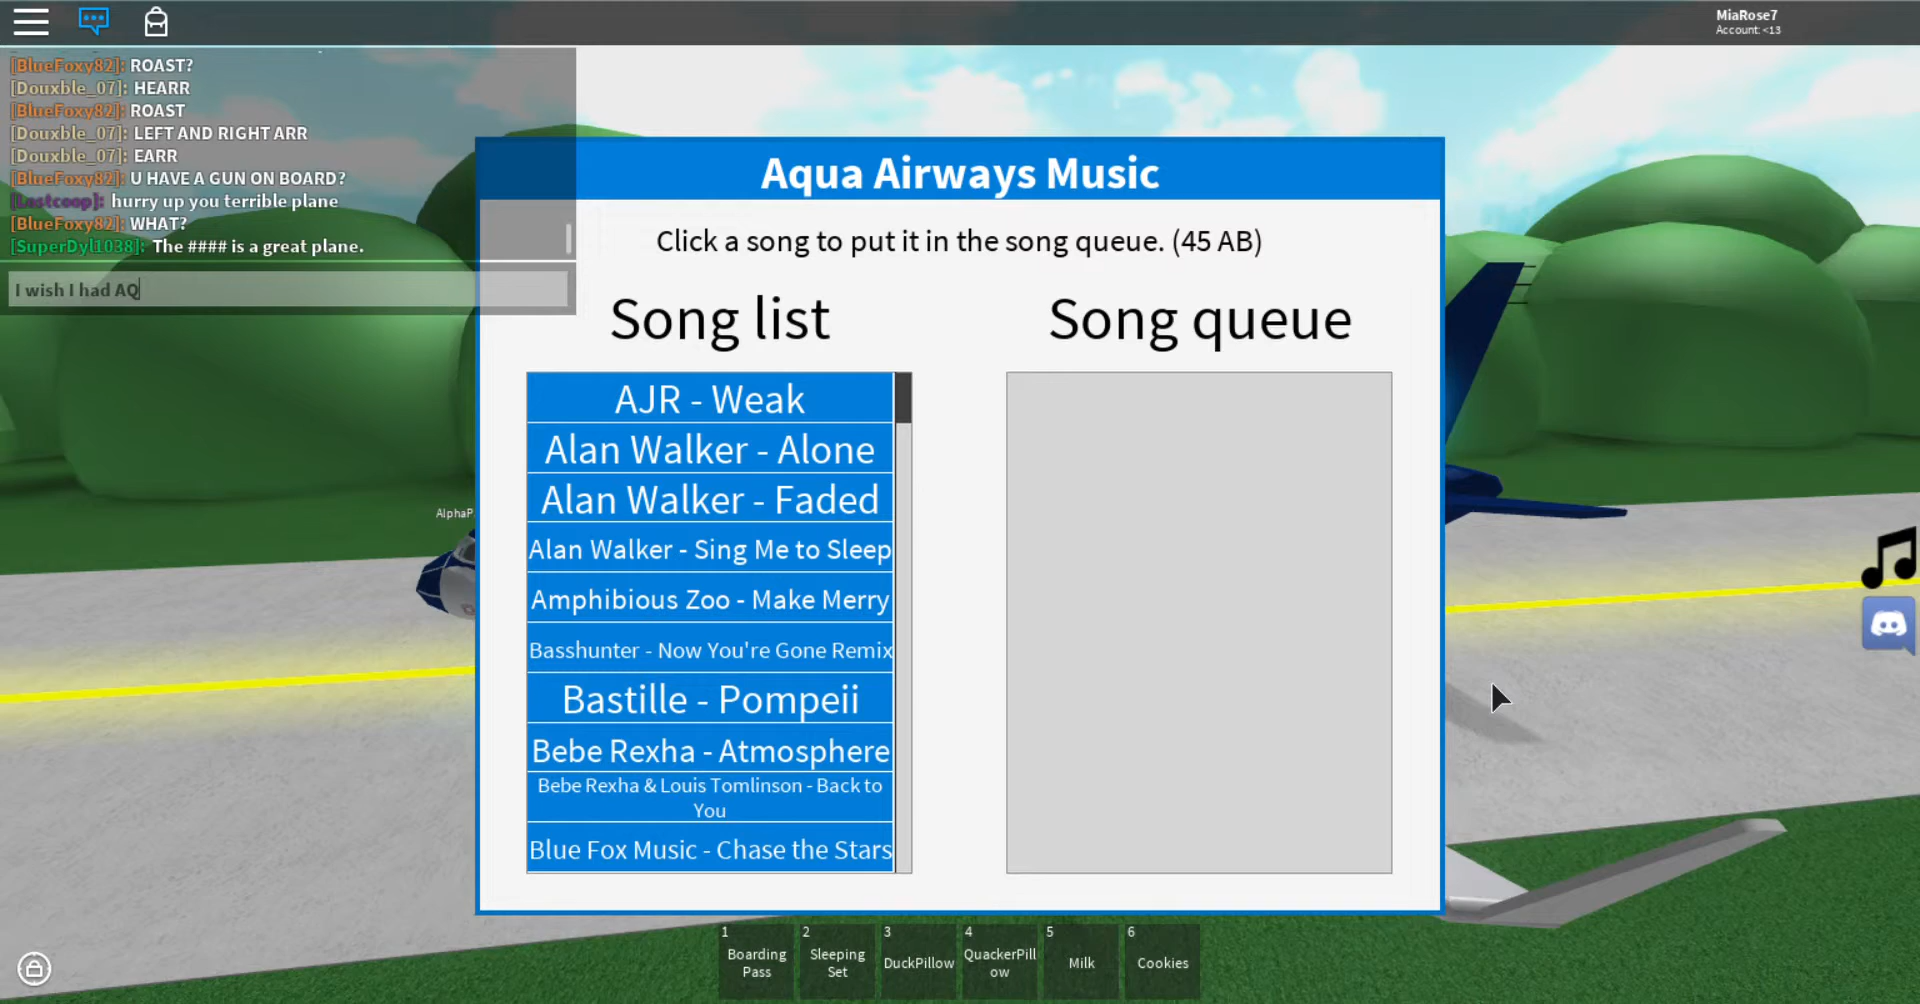 MiaRose7
Account: <13
[BlueFoxy82]: ROAST?
[Douxble_07]: HEARR
[BlueFoxy82]: ROAST
[Douxble_07]: LEFT AND RIGHT ARR
[Douxble_07]: EARR
[BlueFoxy82]: U HAVE A GUN ON BOARD?
[Lastcoop]: hurry up you terrible plane
[BlueFoxy82]: WHAT?
[SuperDyl1038]: The #### is a great plane.
I wish I had AQ
Aqua Airways Music
Click a song to put it in the song queue. (45 AB)
Song list
AJR - Weak
Alan Walker - Alone
Alan Walker - Faded
Alan Walker - Sing Me to Sleep
Amphibious Zoo - Make Merry
Basshunter - Now You're Gone Remix
Bastille - Pompeii
Bebe Rexha - Atmosphere
Bebe Rexha & Louis Tomlinson - Back to
You
Blue Fox Music - Chase the Stars
Song queue
AlphaP
1
Boarding
Pass
2
Sleeping
Set
3
DuckPillow
4
QuackerPill
ow
5
Milk
6
Cookies